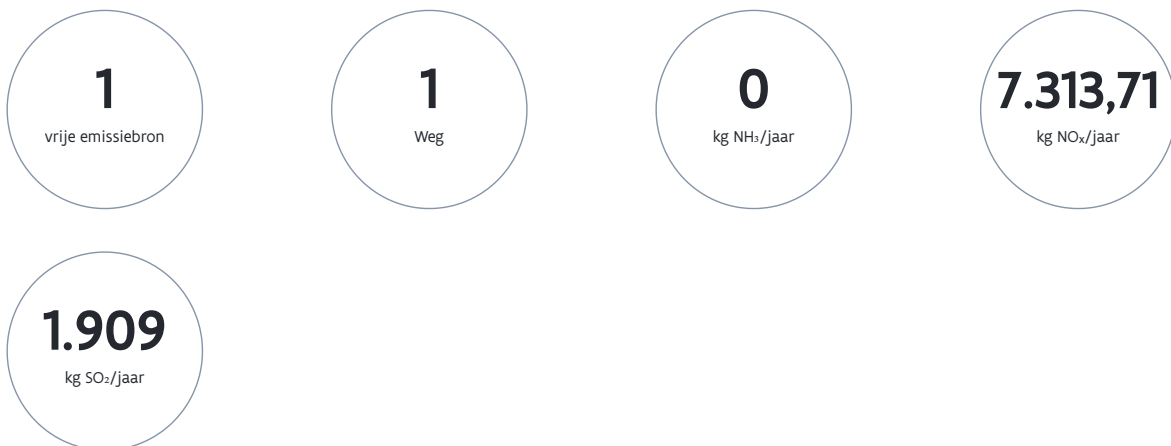 1
vrije emissiebron
1
Weg
0
kg NH₃/jaar
7.313,71
kg NOₓ/jaar
1.909
kg SO₂/jaar